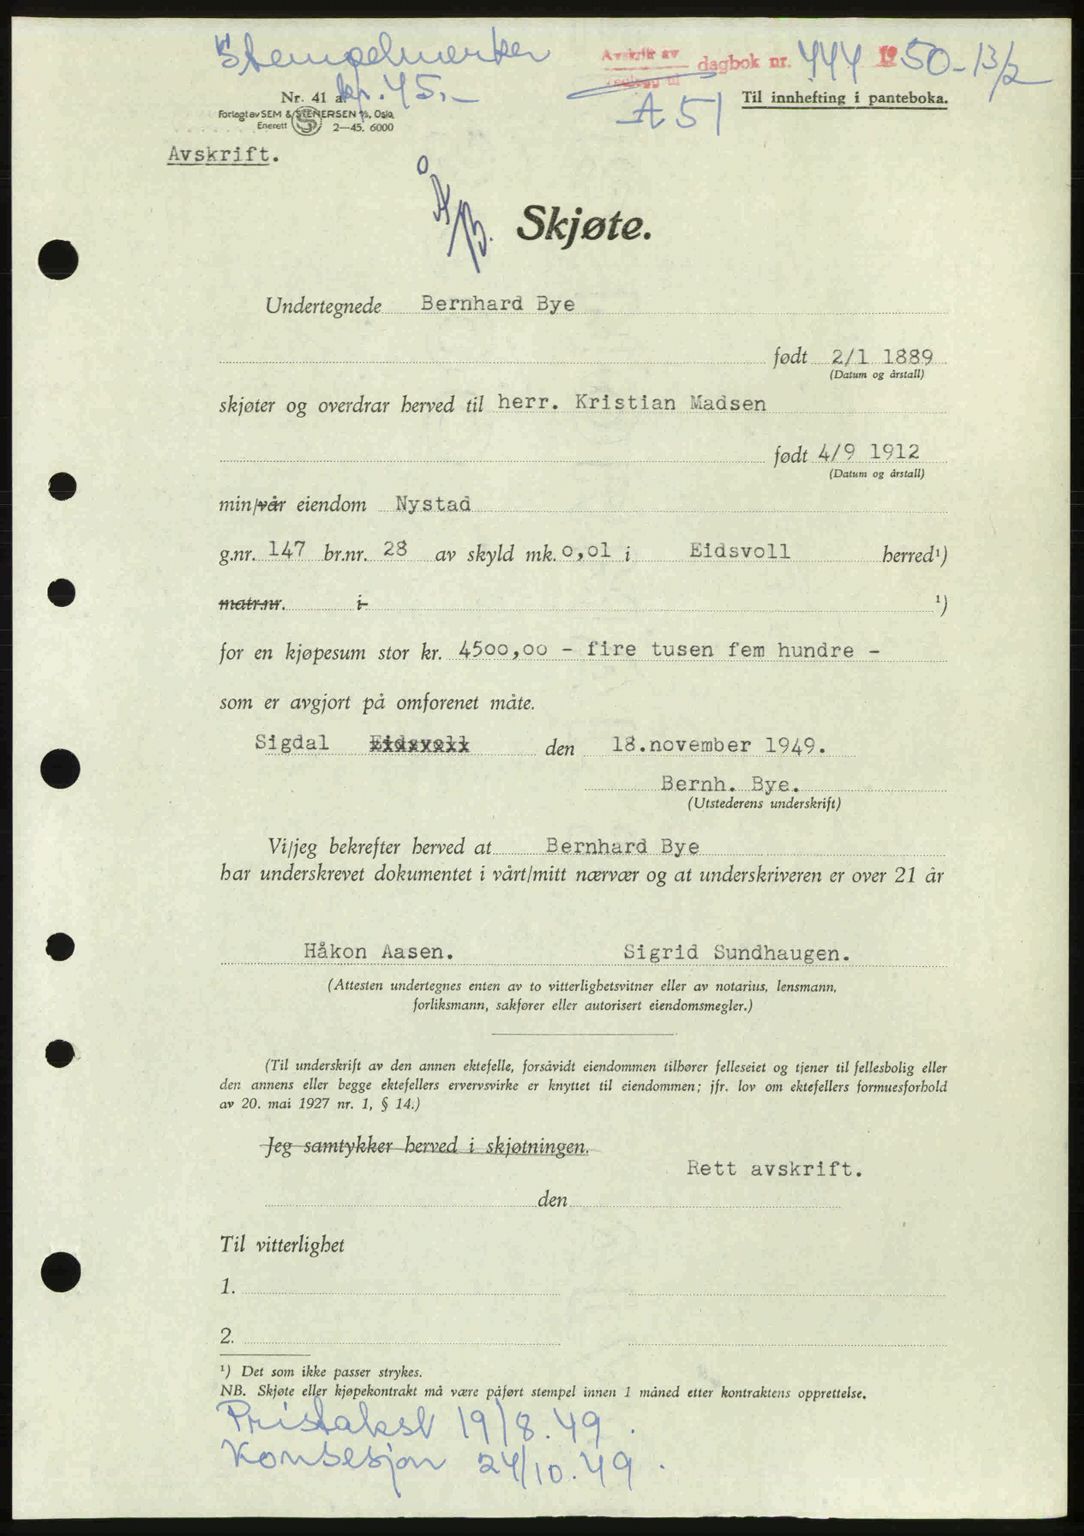 Stempelmerker
kr. 45,-
Avskrift av
dagbok nr. 444 1950-13/2
A 51
Nr. 41 a.
Forlagt av SEM & STENERSEN A/S, Oslo
Enerett 2-45. 6000
Til innhefting i panteboka.
Avskrift.
Skjøte.
Undertegnede Bernhard Bye
født 2/1 1889
(Datum og årstall)
skjøter og overdrar herved til herr. Kristian Madsen
født 4/9 1912
(Datum og årstall)
min/vår eiendom Nystad
g.nr. 147 br.nr. 28 av skyld mk. 0,01 i Eidsvoll herred¹)
matr.nr. i ¹)
for en kjøpesum stor kr. 4500,00 - fire tusen fem hundre -
som er avgjort på omforenet måte.
Sigdal Eidsvoll den 18.november 1949.
Bernh. Bye.
(Utstederens underskrift)
Vi/jeg bekrefter herved at Bernhard Bye
har underskrevet dokumentet i vårt/mitt nærvær og at underskriveren er over 21 år
Håkon Aasen. Sigrid Sundhaugen.
(Attesten undertegnes enten av to vitterlighetsvitner eller av notarius, lensmann,
forliksmann, sakfører eller autorisert eiendomsmegler.)
(Til underskrift av den annen ektefelle, forsåvidt eiendommen tilhører felleseiet og tjener til fellesbolig eller
den annens eller begge ektefellers ervervsvirke er knyttet til eiendommen; jfr. lov om ektefellers formuesforhold
av 20. mai 1927 nr. 1, § 14.)
Jeg samtykker herved i skjøtningen.
Rett avskrift.
den
Til vitterlighet
1.
2.
¹) Det som ikke passer strykes.
NB. Skjøte eller kjøpekontrakt må være påført stempel innen 1 måned etter kontraktens opprettelse.
Pristakst 19/8.49.
Konsesjon 24/10.49.